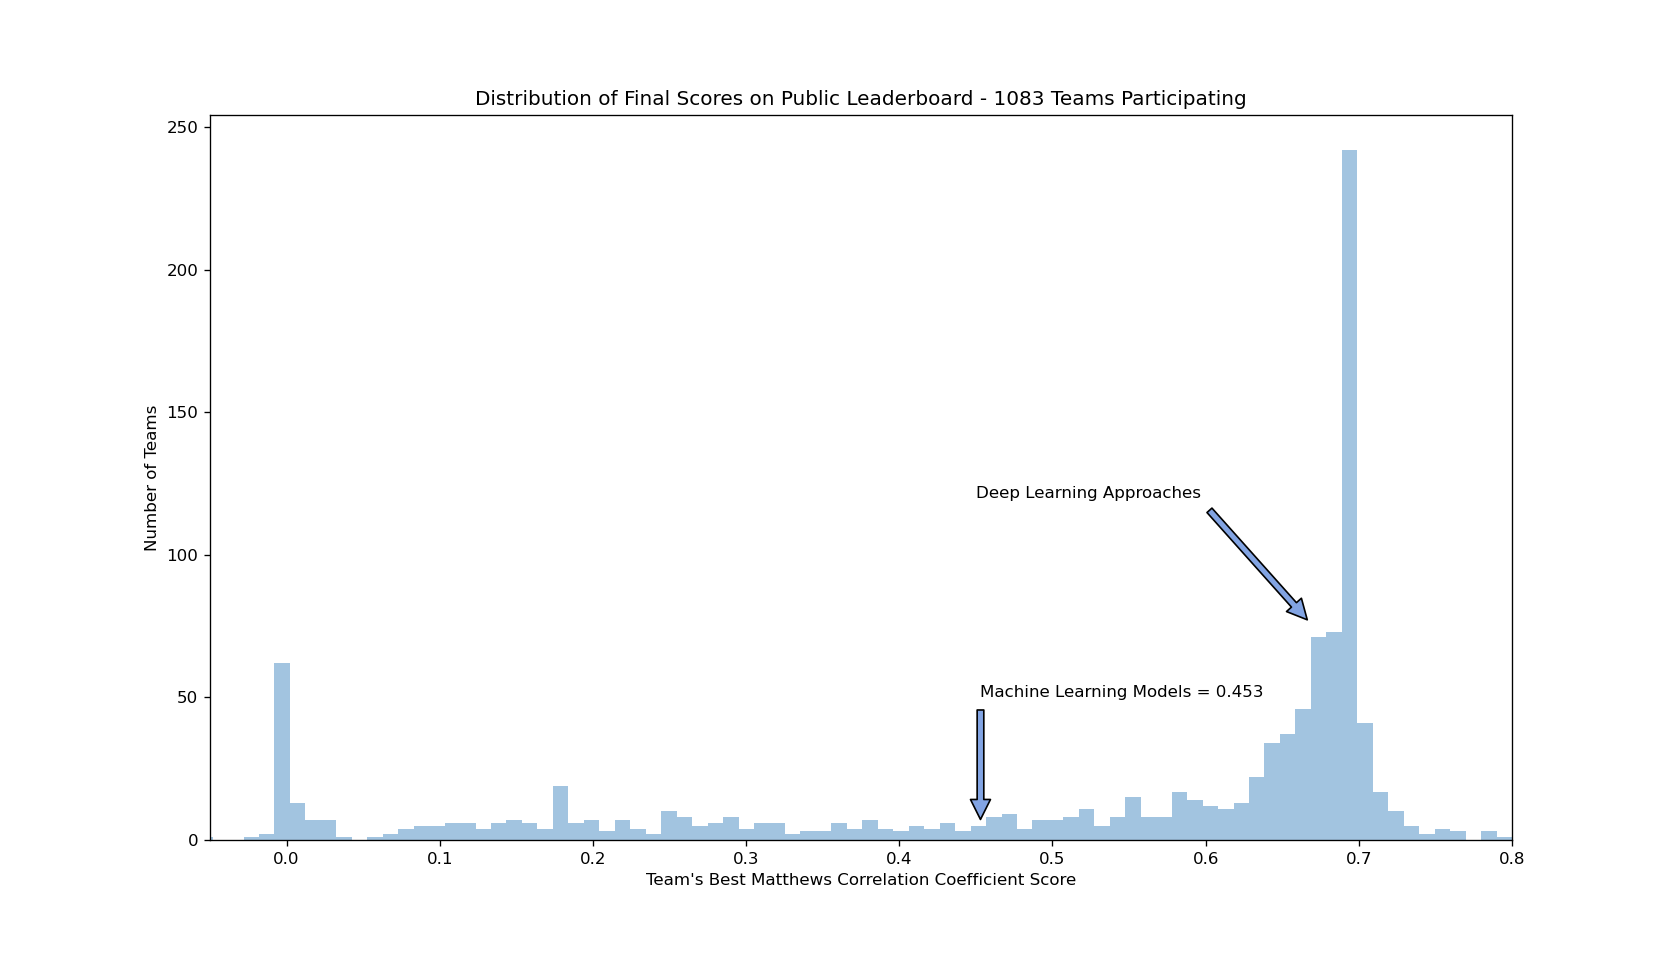 Distribution of Final Scores on Public Leaderboard - 1083 Teams Participating
250
200
150
100
50
0
Number of Teams
Deep Learning Approaches
Machine Learning Models = 0.453
0.0 0.1 0.2 0.3 0.4 0.5 0.6 0.7 0.8
Team's Best Matthews Correlation Coefficient Score